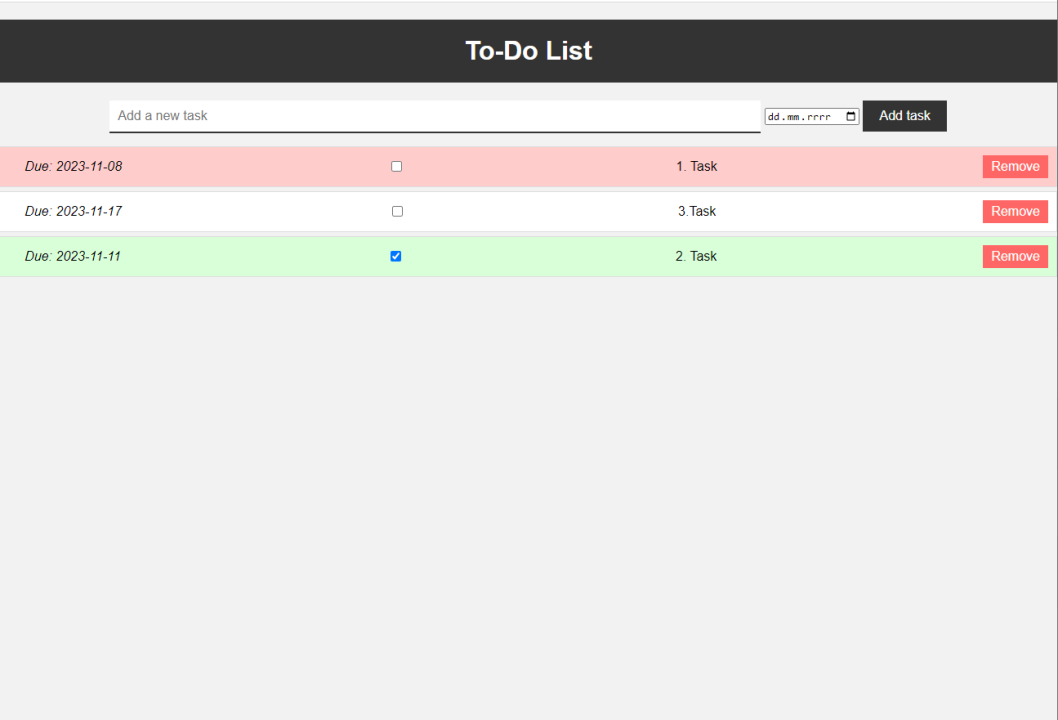 To-Do List
Add a new task dd.mm.rrrr Add task
Due: 2023-11-08 1. Task Remove
Due: 2023-11-17 3.Task Remove
Due: 2023-11-11 2. Task Remove